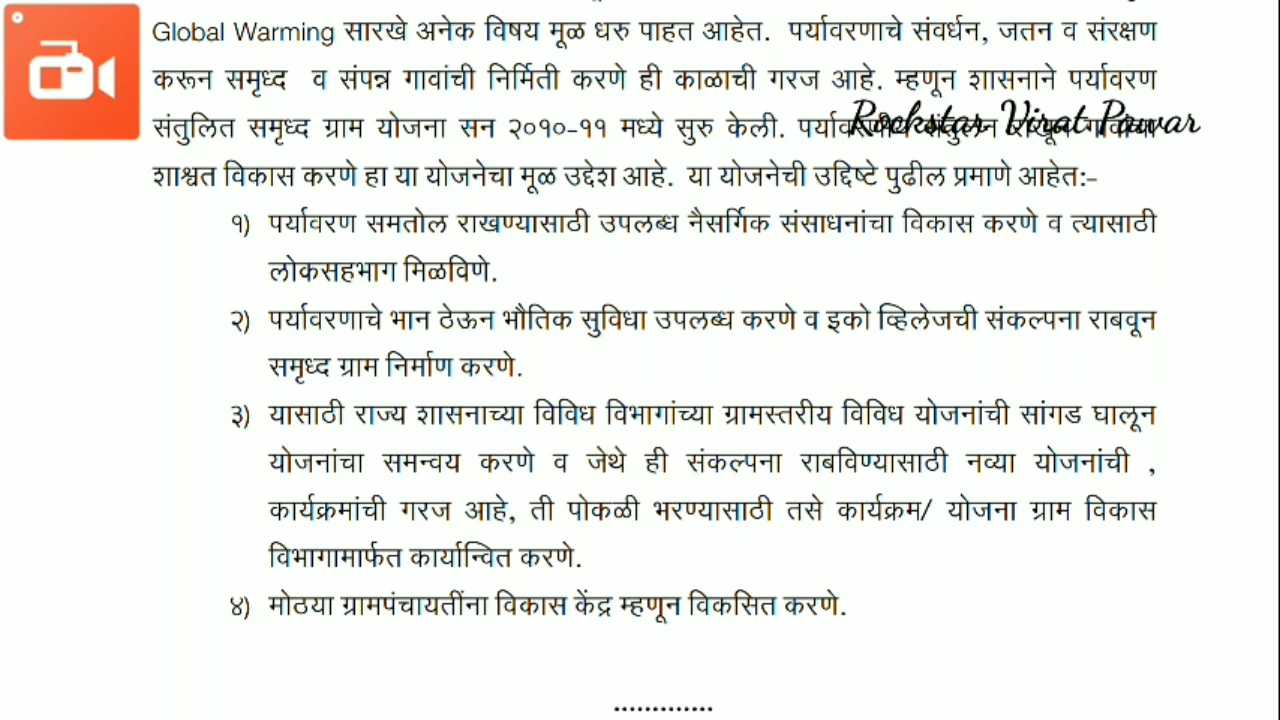 Global Warming सारखे अनेक विषय मूळ धरु पाहत आहेत. पर्यावरणाचे संवर्धन, जतन व संरक्षण
करून समृध्द व संपन्न गावांची निर्मिती करणे ही काळाची गरज आहे. म्हणून शासनाने पर्यावरण
Rockstar Virat Pawar
संतुलित समृध्द ग्राम योजना सन २०१०-११ मध्ये सुरु केली.
शाश्वत विकास करणे हा या योजनेचा मूळ उद्देश आहे. या योजनेची उद्दिष्टे पुढील प्रमाणे आहेत:-
१) पर्यावरण समतोल राखण्यासाठी उपलब्ध नैसर्गिक संसाधनांचा विकास करणे व त्यासाठी
लोकसहभाग मिळविणे.
२) पर्यावरणाचे भान ठेऊन भौतिक सुविधा उपलब्ध करणे व इको व्हिलेजची संकल्पना राबवून
समृध्द ग्राम निर्माण करणे.
३) यासाठी राज्य शासनाच्या विविध विभागांच्या ग्रामस्तरीय विविध योजनांची सांगड घालून
योजनांचा समन्वय करणे व जेथे ही संकल्पना राबविण्यासाठी नव्या योजनांची ,
कार्यक्रमांची गरज आहे, ती पोकळी भरण्यासाठी तसे कार्यक्रम/ योजना ग्राम विकास
विभागामार्फत कार्यान्वित करणे.
४) मोठया ग्रामपंचायतींना विकास केंद्र म्हणून विकसित करणे.
.............